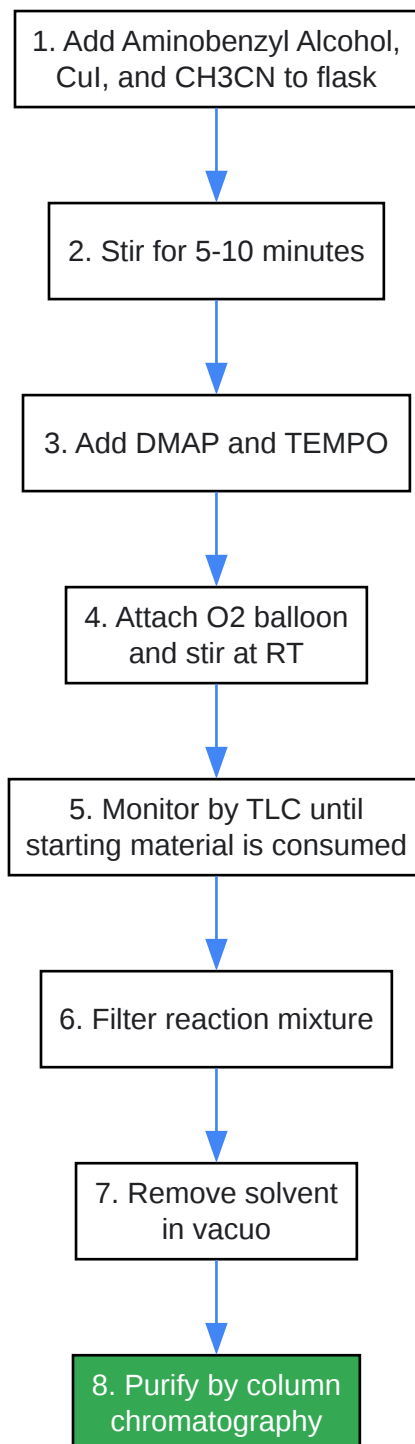 1. Add Aminobenzyl Alcohol,
CuI, and CH3CN to flask
2. Stir for 5-10 minutes
3. Add DMAP and TEMPO
4. Attach O2 balloon
and stir at RT
5. Monitor by TLC until
starting material is consumed
6. Filter reaction mixture
7. Remove solvent
in vacuo
8. Purify by column
chromatography